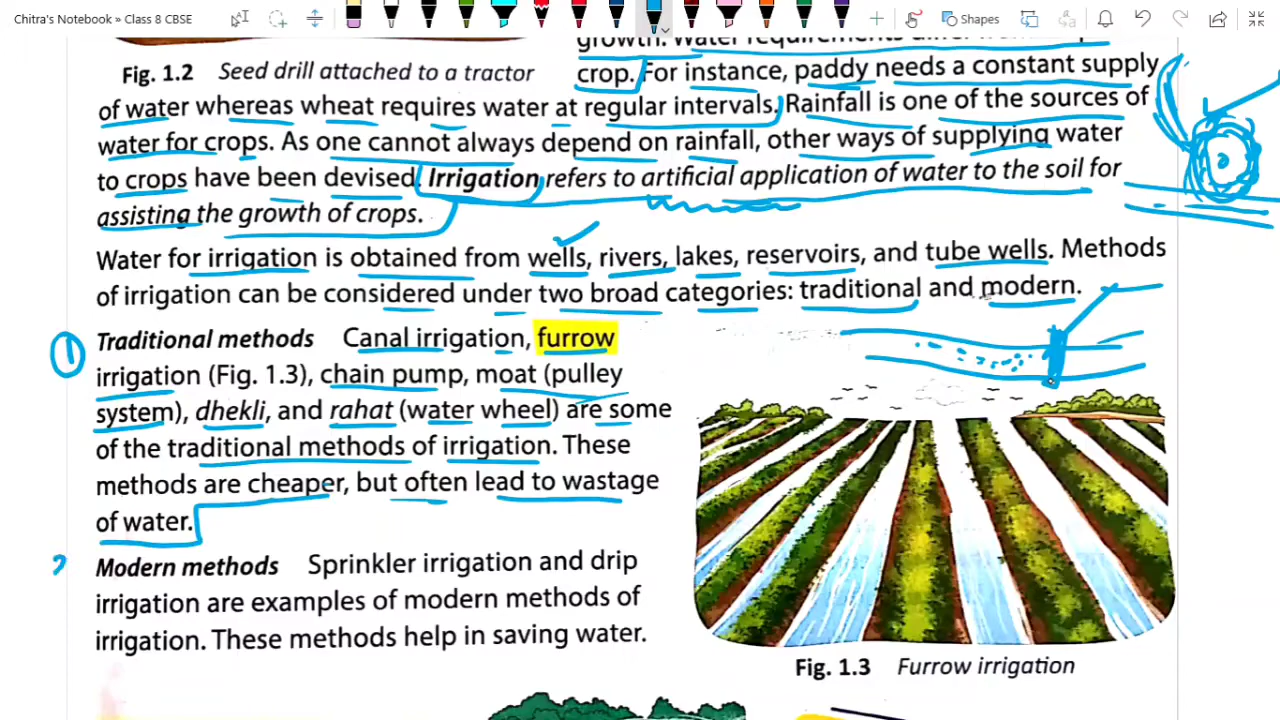 Chitra's Notebook » Class 8 CBSE
Shapes
growth. Water requirements
Fig. 1.2 Seed drill attached to a tractor
crop. For instance, paddy needs a constant supply
of water whereas wheat requires water at regular intervals. Rainfall is one of the sources of
water for crops. As one cannot always depend on rainfall, other ways of supplying water
to crops have been devised. Irrigation refers to artificial application of water to the soil for
assisting the growth of crops.
Water for irrigation is obtained from wells, rivers, lakes, reservoirs, and tube wells. Methods
of irrigation can be considered under two broad categories: traditional and modern.
1
Traditional methods Canal irrigation, furrow
irrigation (Fig. 1.3), chain pump, moat (pulley
system), dhekli, and rahat (water wheel) are some
of the traditional methods of irrigation. These
methods are cheaper, but often lead to wastage
of water.
Modern methods Sprinkler irrigation and drip
irrigation are examples of modern methods of
irrigation. These methods help in saving water.
Fig. 1.3 Furrow irrigation